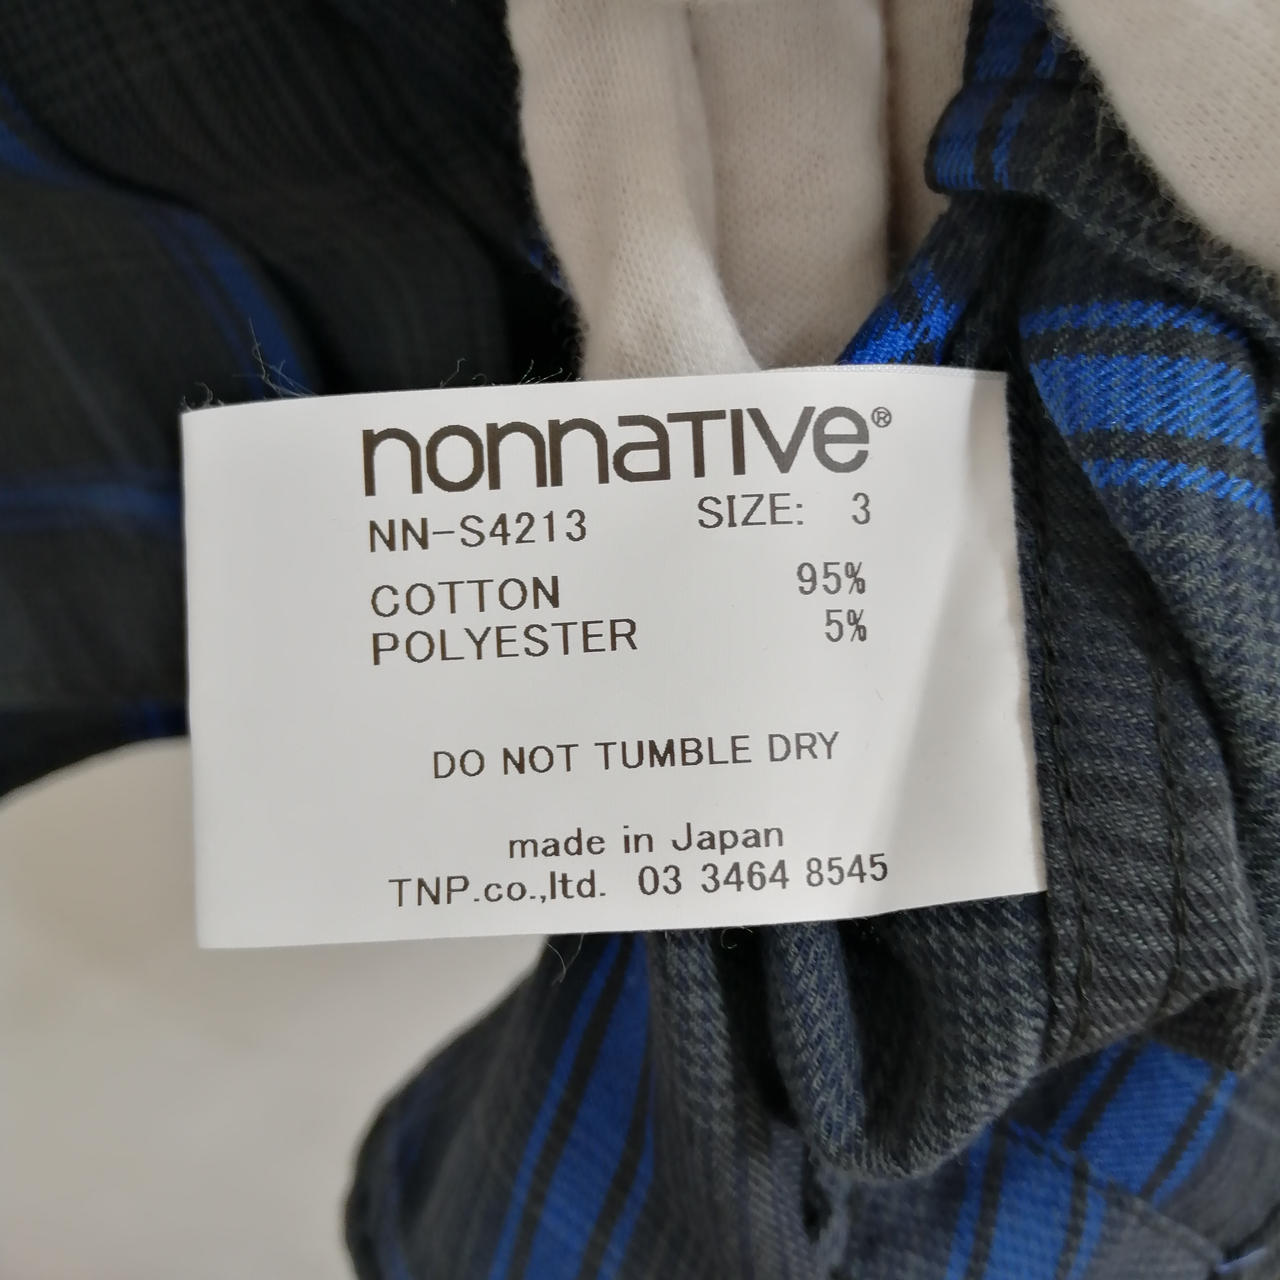 nonnaTIVe®
NN-S4213 SIZE: 3
COTTON 95%
POLYESTER 5%
DO NOT TUMBLE DRY
made in Japan
TNP.co.,ltd. 03 3464 8545